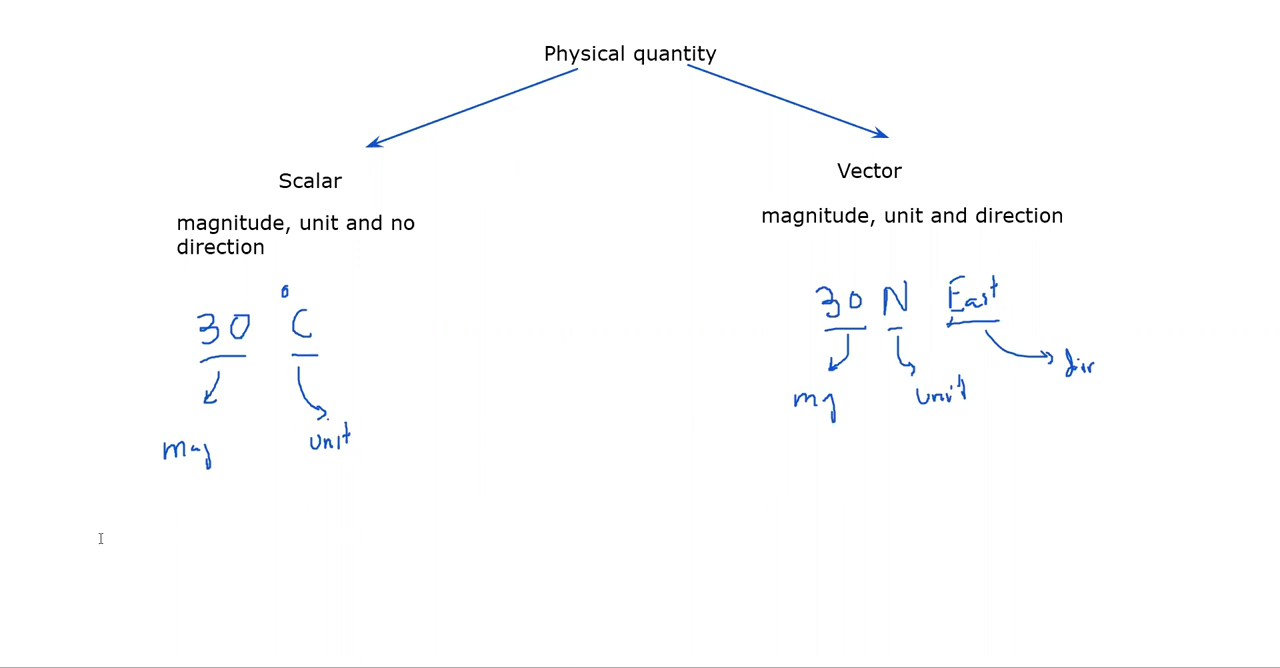 Physical quantity
Scalar
magnitude, unit and no
direction
30 °C
mag
unit
Vector
magnitude, unit and direction
30 N East
mg
unit
dir